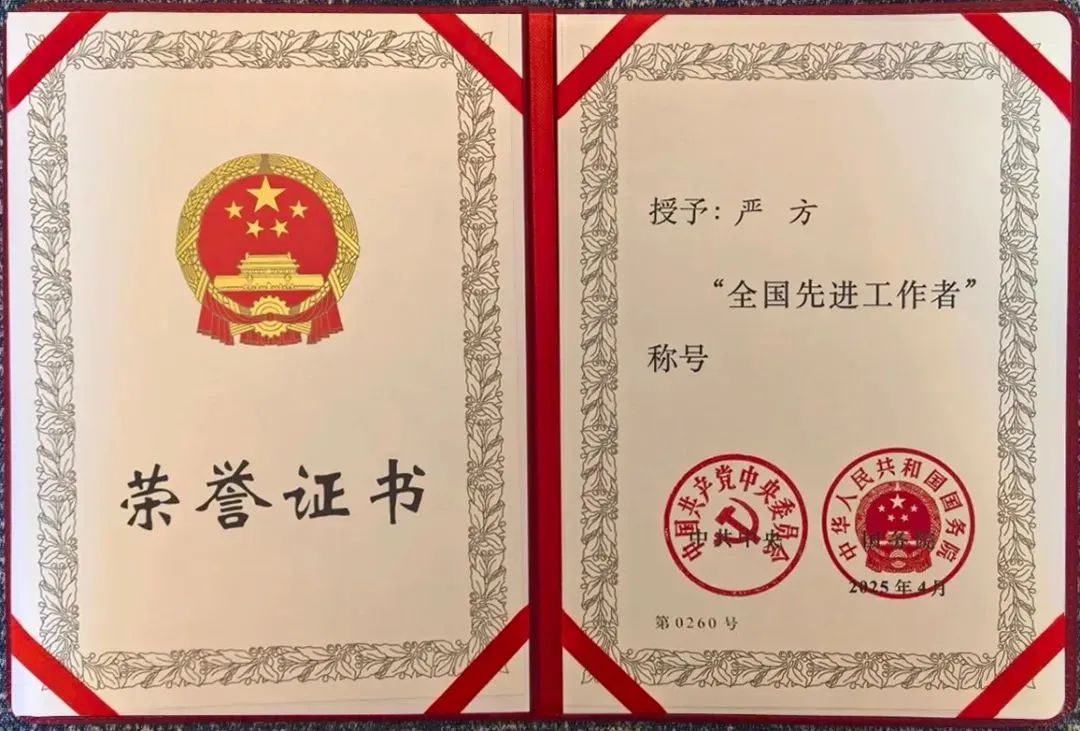 荣誉证书
授予：严 方
“全国先进工作者”
称号
中国共产党中央委员会
中共中央
中华人民共和国国务院
国务院
2025年4月
第0260号